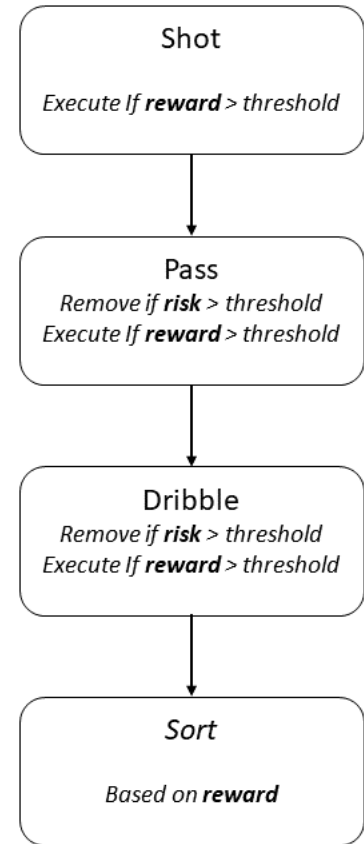 Shot
Execute If reward > threshold
Pass
Remove if risk > threshold
Execute If reward > threshold
Dribble
Remove if risk > threshold
Execute If reward > threshold
Sort
Based on reward